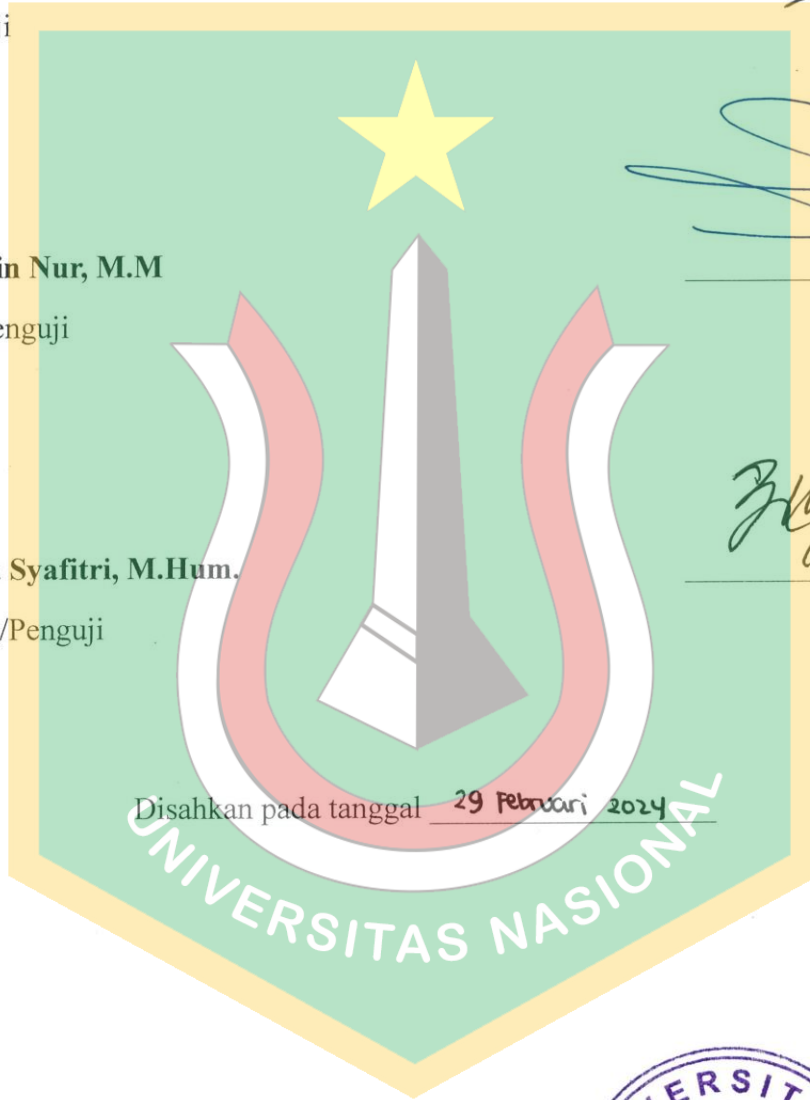 in Nur, M.M
enguji
Syafitri, M.Hum.
/Penguji
Disahkan pada tanggal 29 Februari 2024
UNIVERSITAS NASIONAL
ERSIT